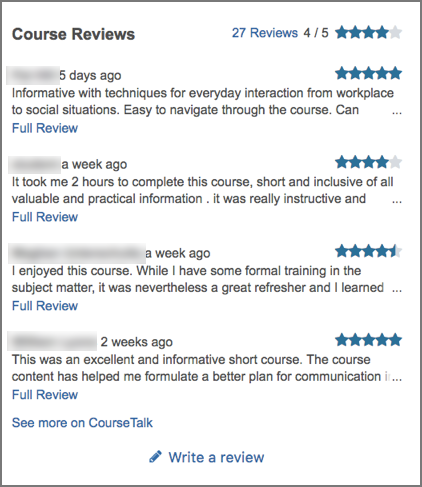 Course Reviews
27 Reviews 4 / 5
5 days ago
Informative with techniques for everyday interaction from workplace
to social situations. Easy to navigate through the course. Can ...
Full Review
a week ago
It took me 2 hours to complete this course, short and inclusive of all
valuable and practical information . it was really instructive and ...
Full Review
a week ago
I enjoyed this course. While I have some formal training in the
subject matter, it was nevertheless a great refresher and I learned ...
Full Review
2 weeks ago
This was an excellent and informative short course. The course
content has helped me formulate a better plan for communication ...
Full Review
See more on CourseTalk
Write a review